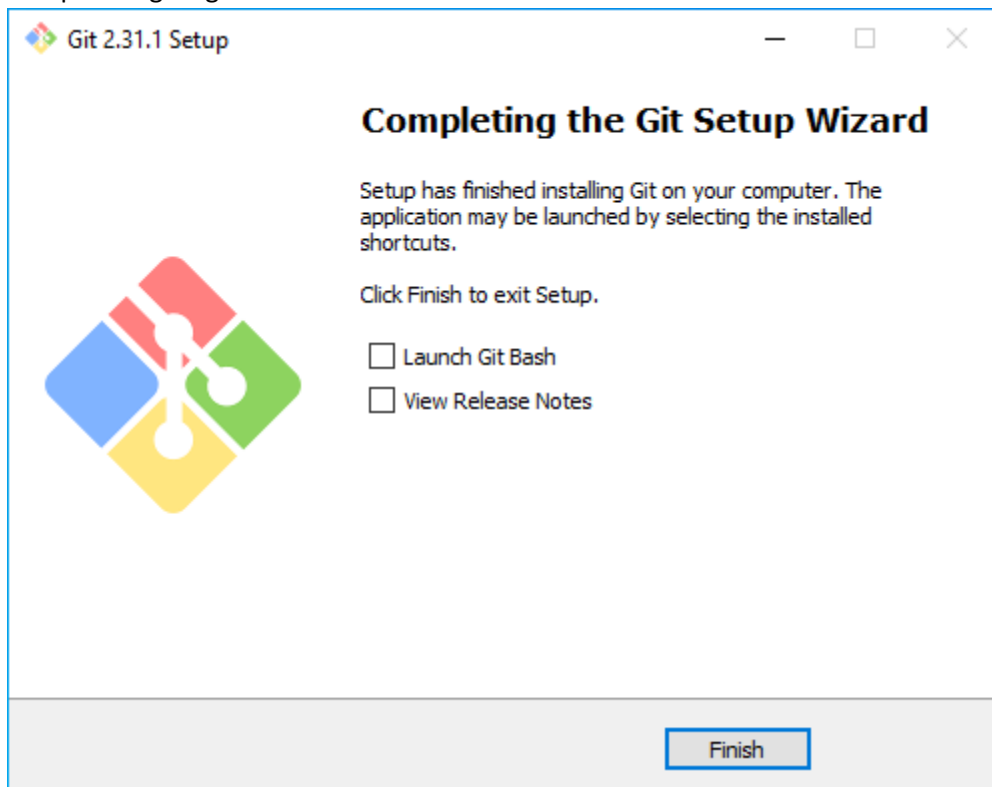 Git 2.31.1 Setup
Completing the Git Setup Wizard
Setup has finished installing Git on your computer. The
application may be launched by selecting the installed
shortcuts.
Click Finish to exit Setup.
Launch Git Bash
View Release Notes
Finish